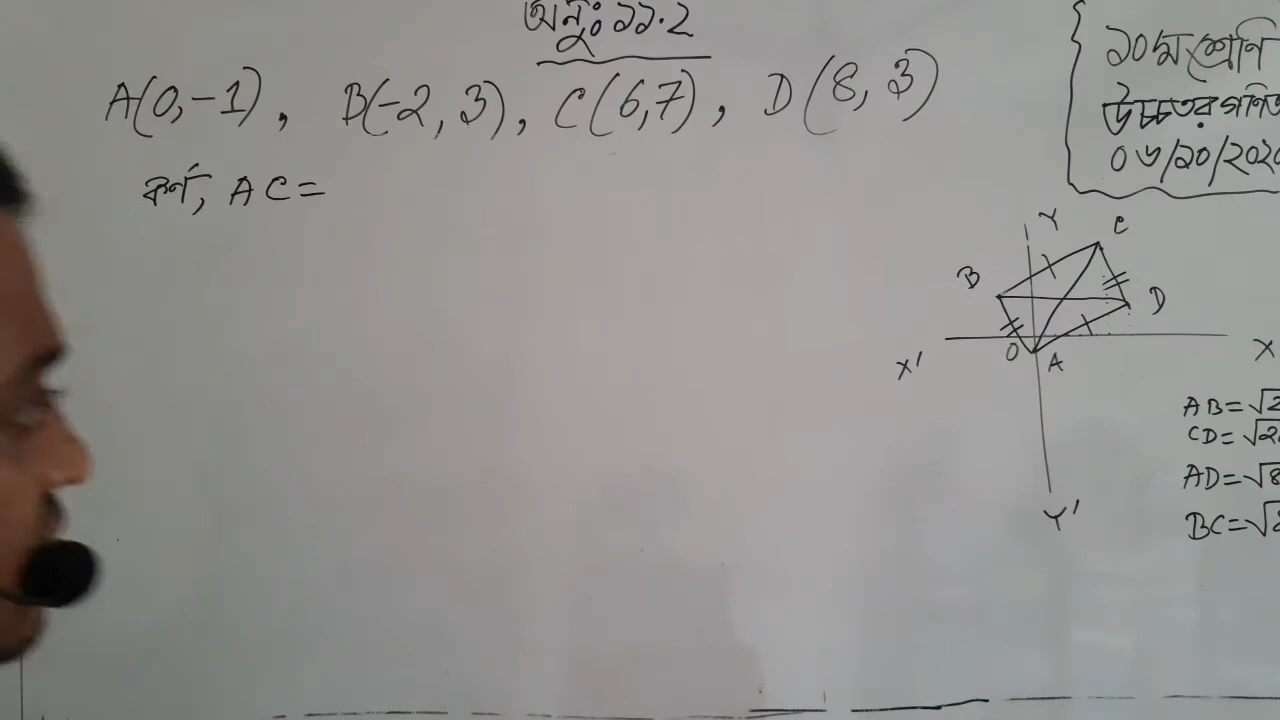 অনুঃ ১১.২
A(0,-1), B(-2, 3), C(6,7), D(8, 3)
কর্ণ, AC =
১০ম শ্রেণি
উচ্চতর গণিত
Y
C
B
D
O
A
X'
X
Y'
AB=√2
CD=√2
AD=√8
BC=√